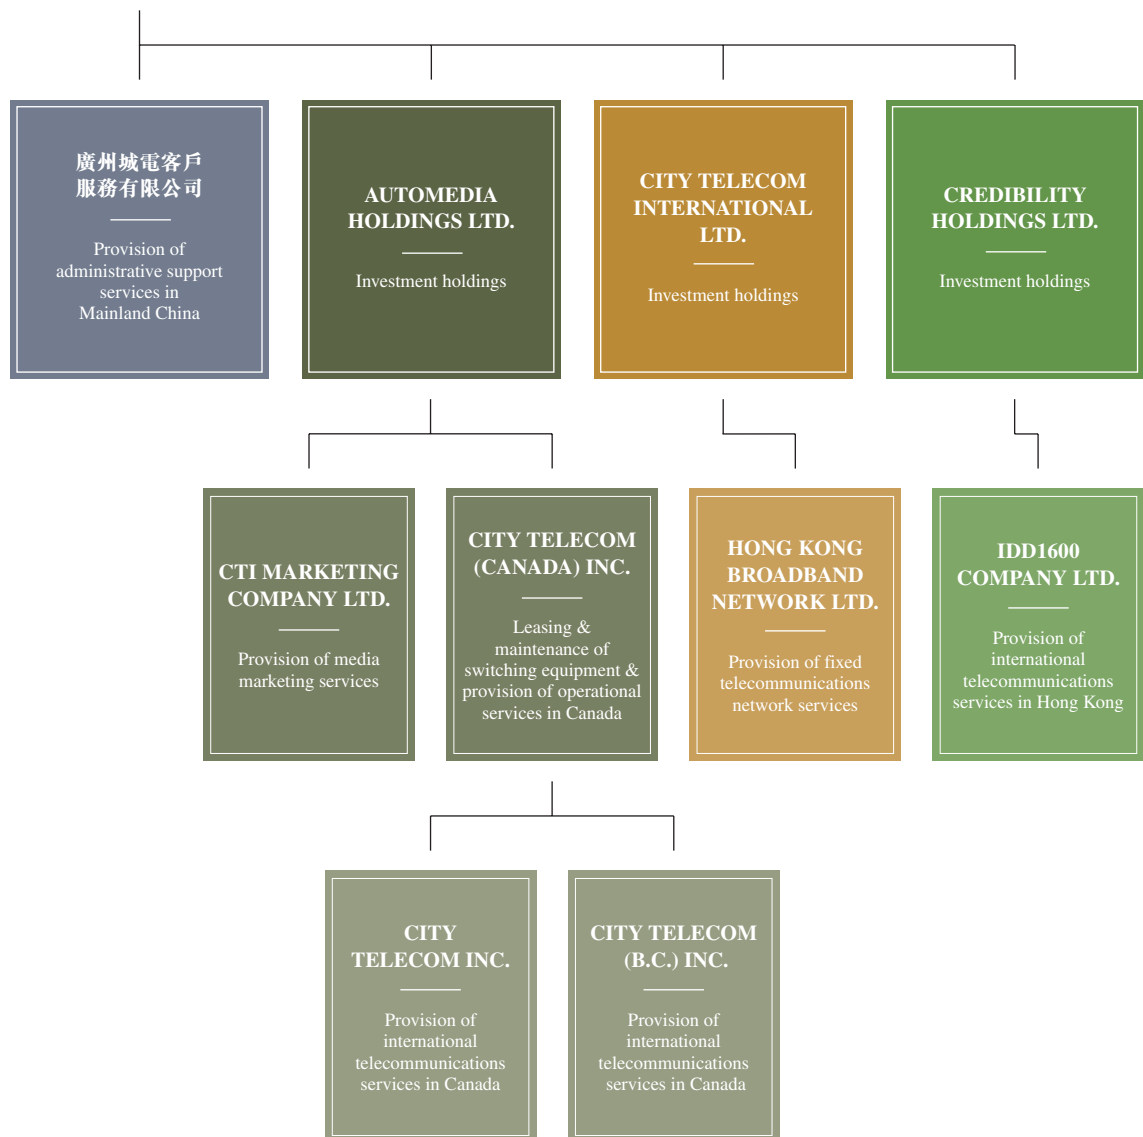 廣州城電客戶
服務有限公司
Provision of
administrative support
services in
Mainland China
AUTOMEDIA
HOLDINGS LTD.
Investment holdings
CITY TELECOM
INTERNATIONAL
LTD.
Investment holdings
CREDIBILITY
HOLDINGS LTD.
Investment holdings
CTI MARKETING
COMPANY LTD.
Provision of media
marketing services
CITY TELECOM
(CANADA) INC.
Leasing &
maintenance of
switching equipment &
provision of operational
services in Canada
HONG KONG
BROADBAND
NETWORK LTD.
Provision of fixed
telecommunications
network services
IDD1600
COMPANY LTD.
Provision of
international
telecommunications
services in Hong Kong
CITY
TELECOM INC.
Provision of
international
telecommunications
services in Canada
CITY TELECOM
(B.C.) INC.
Provision of
international
telecommunications
services in Canada